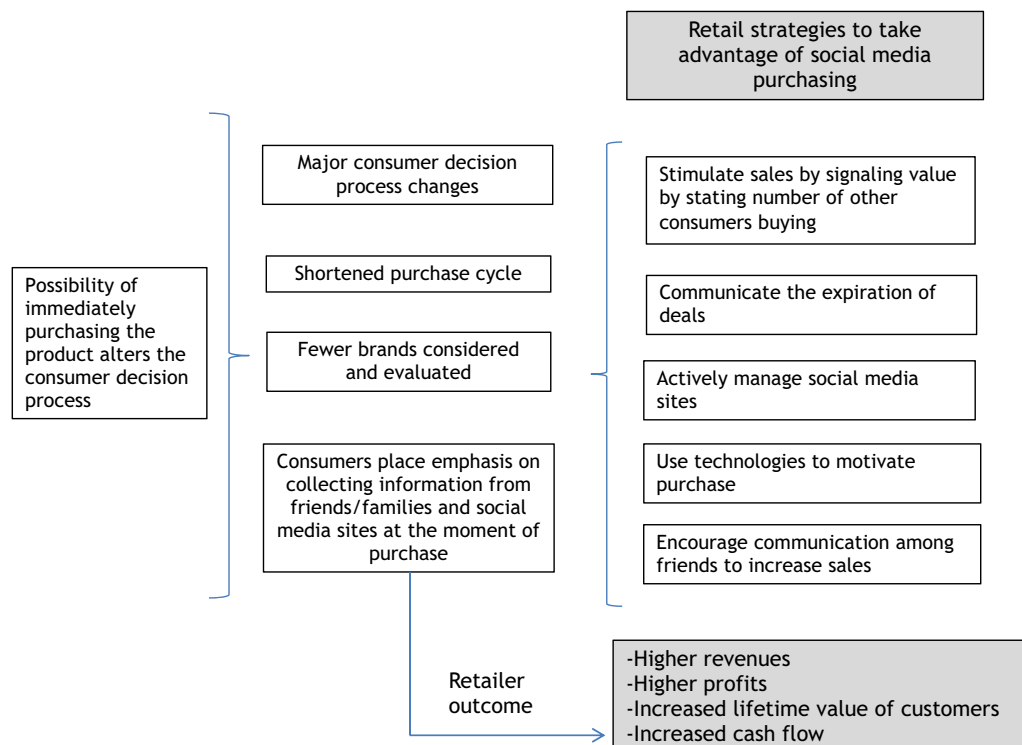 Retail strategies to take
advantage of social media
purchasing
Possibility of
immediately
purchasing the
product alters the
consumer decision
process
Major consumer decision
process changes
Shortened purchase cycle
Fewer brands considered
and evaluated
Consumers place emphasis on
collecting information from
friends/families and social
media sites at the moment of
purchase
Stimulate sales by signaling value
by stating number of other
consumers buying
Communicate the expiration of
deals
Actively manage social media
sites
Use technologies to motivate
purchase
Encourage communication among
friends to increase sales
Retailer
outcome
-Higher revenues
-Higher profits
-Increased lifetime value of customers
-Increased cash flow